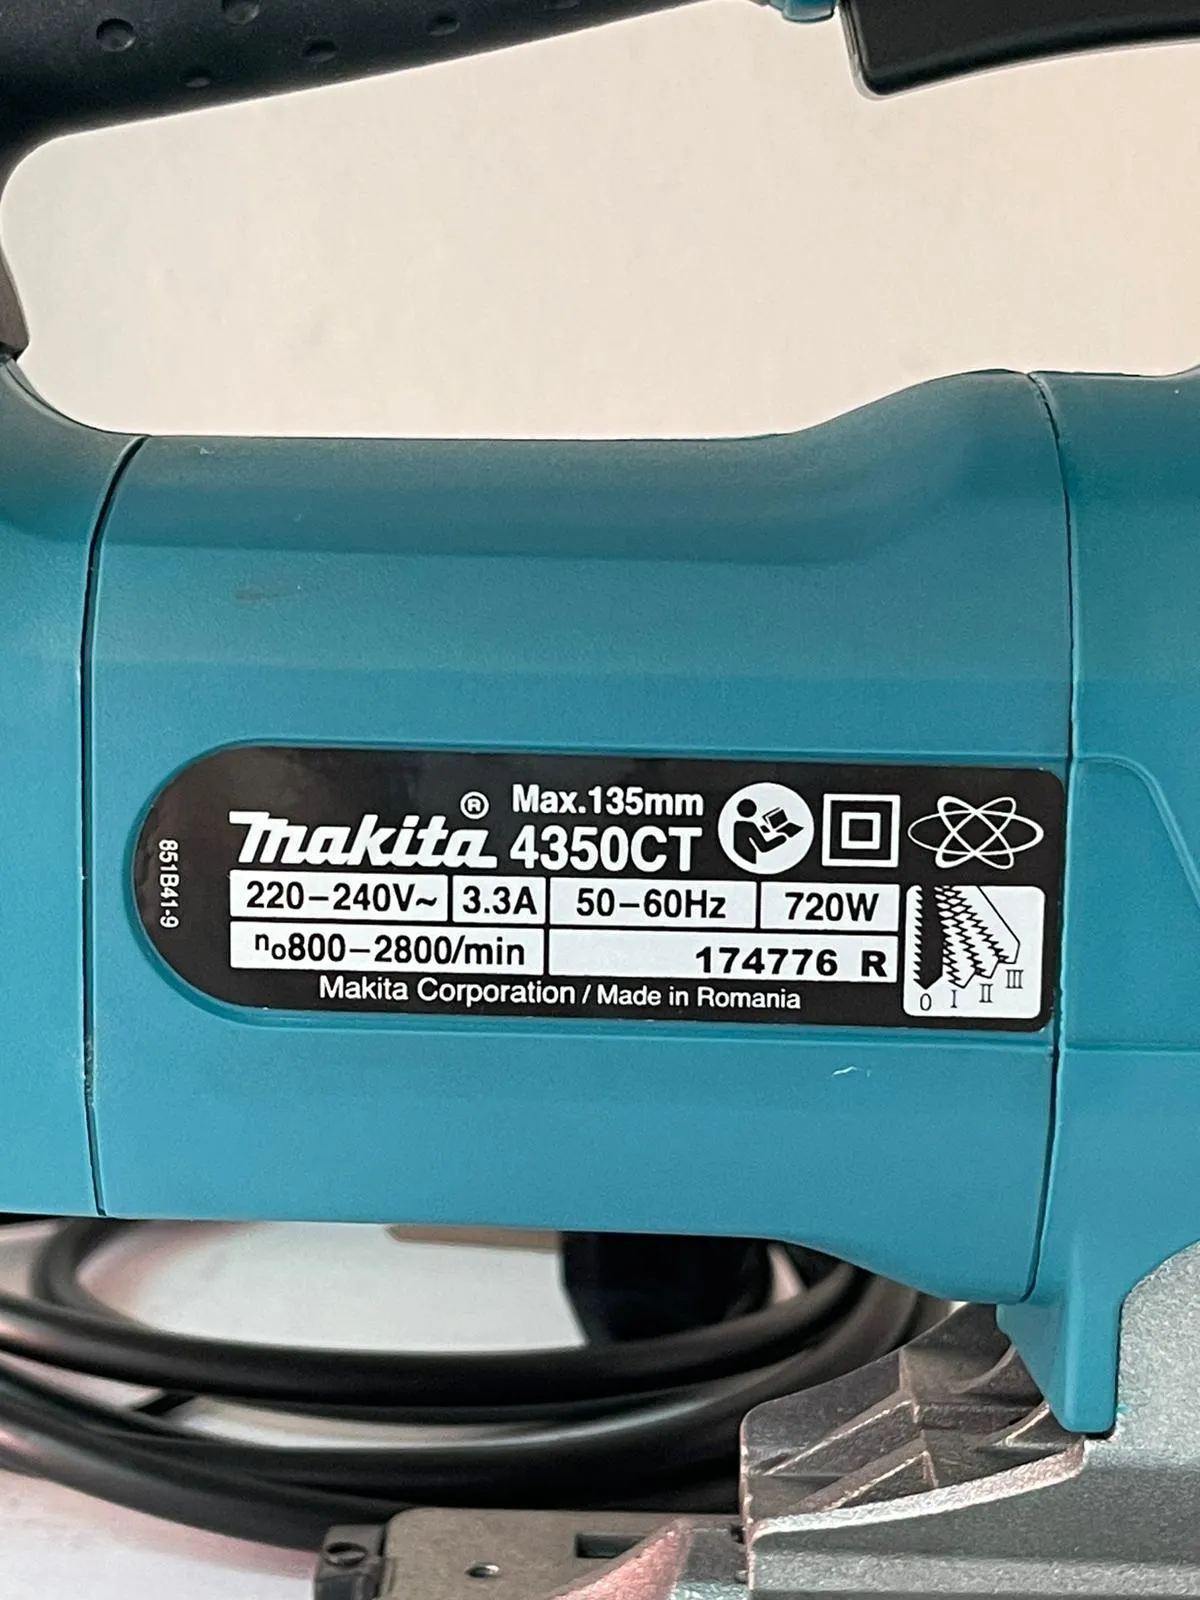 Max.135mm
makita® 4350CT
220–240V~ 3.3A 50–60Hz 720W
n₀800–2800/min 174776 R
Makita Corporation / Made in Romania
0 I II III
851B41-9